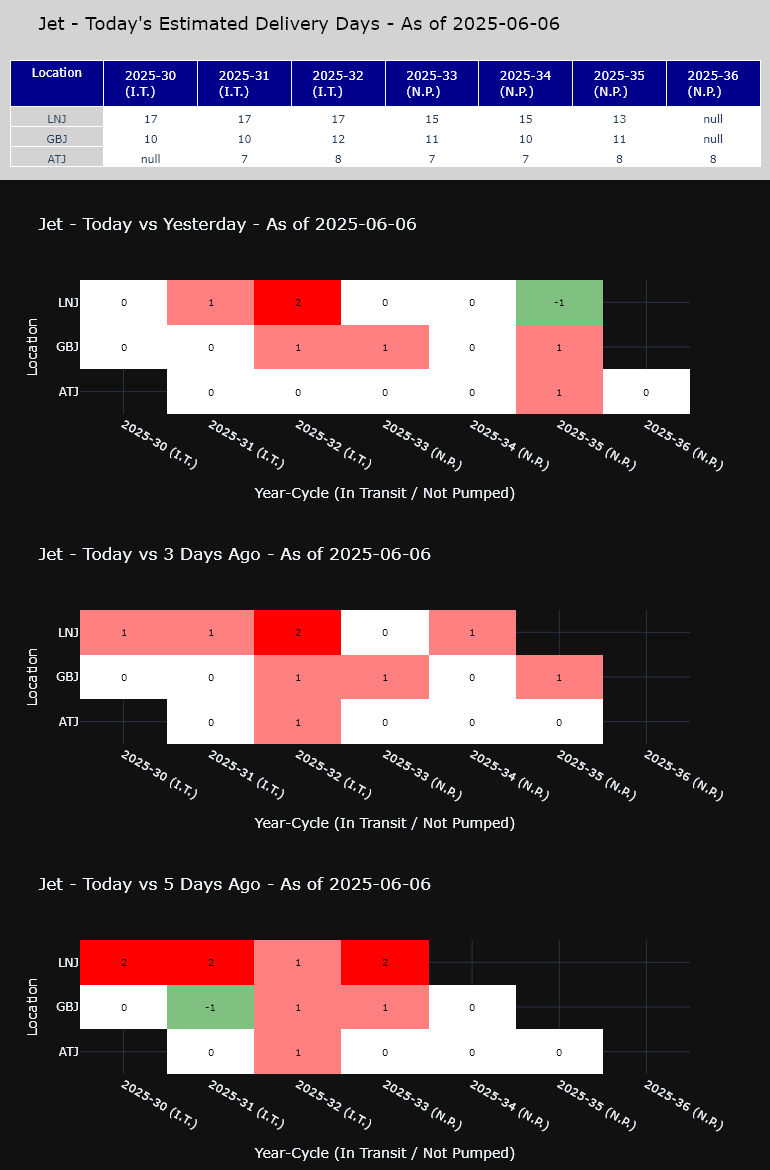 Jet - Today's Estimated Delivery Days - As of 2025-06-06
Location 2025-30 (I.T.) 2025-31 (I.T.) 2025-32 (I.T.) 2025-33 (N.P.) 2025-34 (N.P.) 2025-35 (N.P.) 2025-36 (N.P.)
LNJ 17 17 17 15 15 13 null
GBJ 10 10 12 11 10 11 null
ATJ null 7 8 7 7 8 8
Jet - Today vs Yesterday - As of 2025-06-06
Location
LNJ 0 1 2 0 0 -1
GBJ 0 0 1 1 0 1
ATJ 0 0 0 0 1 0
2025-30 (I.T.) 2025-31 (I.T.) 2025-32 (I.T.) 2025-33 (N.P.) 2025-34 (N.P.) 2025-35 (N.P.) 2025-36 (N.P.)
Year-Cycle (In Transit / Not Pumped)
Jet - Today vs 3 Days Ago - As of 2025-06-06
Location
LNJ 1 1 2 0 1
GBJ 0 0 1 1 0 1
ATJ 0 1 0 0 0
2025-30 (I.T.) 2025-31 (I.T.) 2025-32 (I.T.) 2025-33 (N.P.) 2025-34 (N.P.) 2025-35 (N.P.) 2025-36 (N.P.)
Year-Cycle (In Transit / Not Pumped)
Jet - Today vs 5 Days Ago - As of 2025-06-06
Location
LNJ 2 2 1 2
GBJ 0 -1 1 1 0
ATJ 0 1 0 0 0
2025-30 (I.T.) 2025-31 (I.T.) 2025-32 (I.T.) 2025-33 (N.P.) 2025-34 (N.P.) 2025-35 (N.P.) 2025-36 (N.P.)
Year-Cycle (In Transit / Not Pumped)